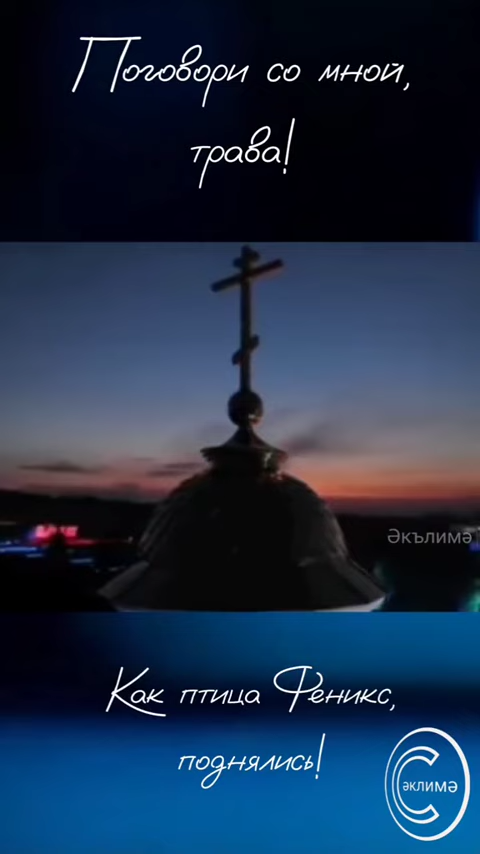 Поговори со мной,
трава!
Әкълимә
Как птица Феникс,
поднялись!
әклимә